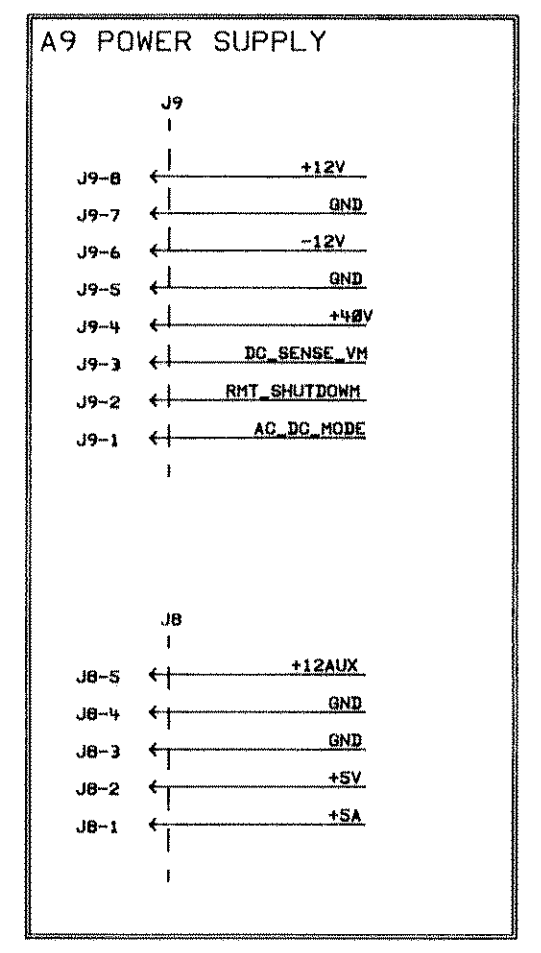 A9 POWER SUPPLY
J9
J9-8 +12V
J9-7 GND
J9-6 -12V
J9-5 GND
J9-4 +40V
J9-3 DC_SENSE_VM
J9-2 RMT_SHUTDOWM
J9-1 AC_DC_MODE
J8
J8-5 +12AUX
J8-4 GND
J8-3 GND
J8-2 +5V
J8-1 +5A